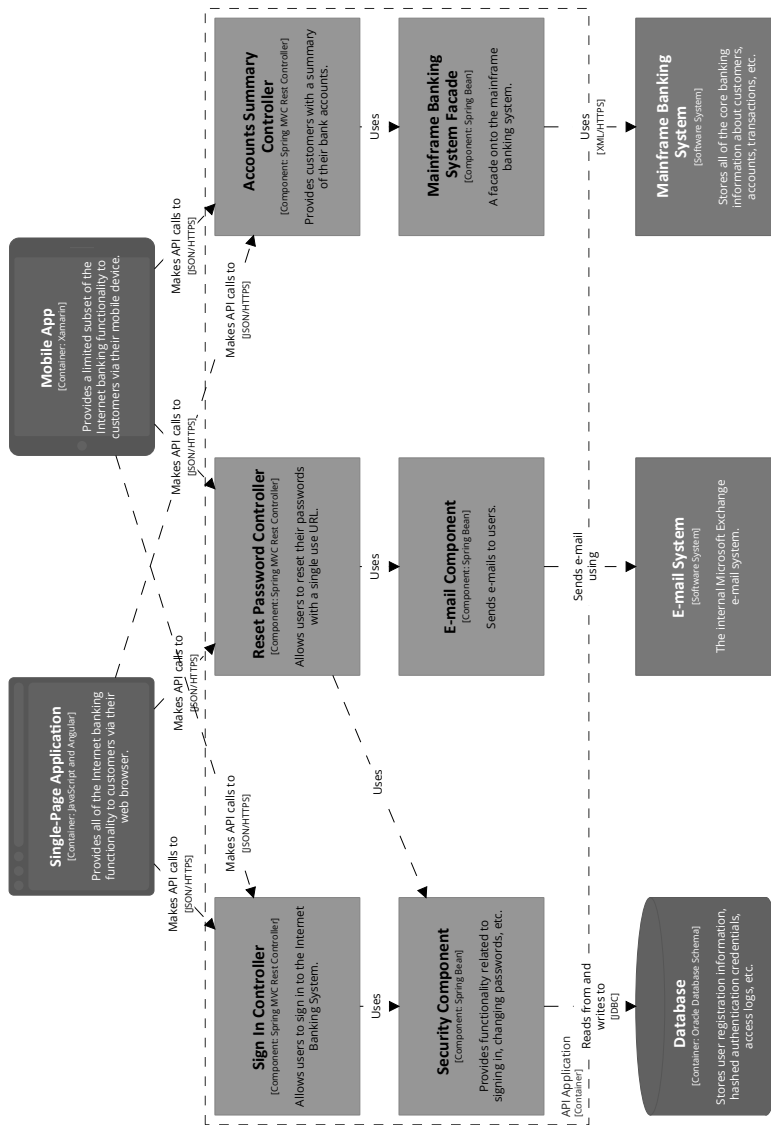 Single-Page Application
[Container: JavaScript and Angular]
Provides all of the Internet banking
functionality to customers via their
web browser.
Mobile App
[Container: Xamarin]
Provides a limited subset of the
Internet banking functionality to
customers via their mobile device.
Makes API calls to
[JSON/HTTPS]
Makes API calls to
[JSON/HTTPS]
Makes API calls to
[JSON/HTTPS]
Makes API calls to
[JSON/HTTPS]
Makes API calls to
[JSON/HTTPS]
Makes API calls to
[JSON/HTTPS]
Sign In Controller
[Component: Spring MVC Rest Controller]
Allows users to sign in to the Internet
Banking System.
Reset Password Controller
[Component: Spring MVC Rest Controller]
Allows users to reset their passwords
with a single use URL.
Accounts Summary
Controller
[Component: Spring MVC Rest Controller]
Provides customers with a summary
of their bank accounts.
Uses
Uses
Uses
Uses
Security Component
[Component: Spring Bean]
Provides functionality related to
signing in, changing passwords, etc.
E-mail Component
[Component: Spring Bean]
Sends e-mails to users.
Mainframe Banking
System Facade
[Component: Spring Bean]
A facade onto the mainframe
banking system.
API Application
[Container]
Reads from and
writes to
[JDBC]
Sends e-mail
using
Uses
[XML/HTTPS]
Database
[Container: Oracle Database Schema]
Stores user registration information,
hashed authentication credentials,
access logs, etc.
E-mail System
[Software System]
The internal Microsoft Exchange
e-mail system.
Mainframe Banking
System
[Software System]
Stores all of the core banking
information about customers,
accounts, transactions, etc.